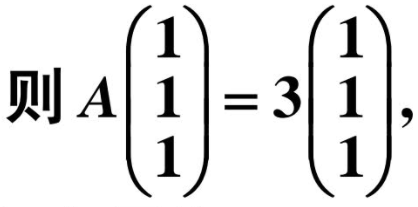 则 A(1 1 1) = 3(1 1 1),